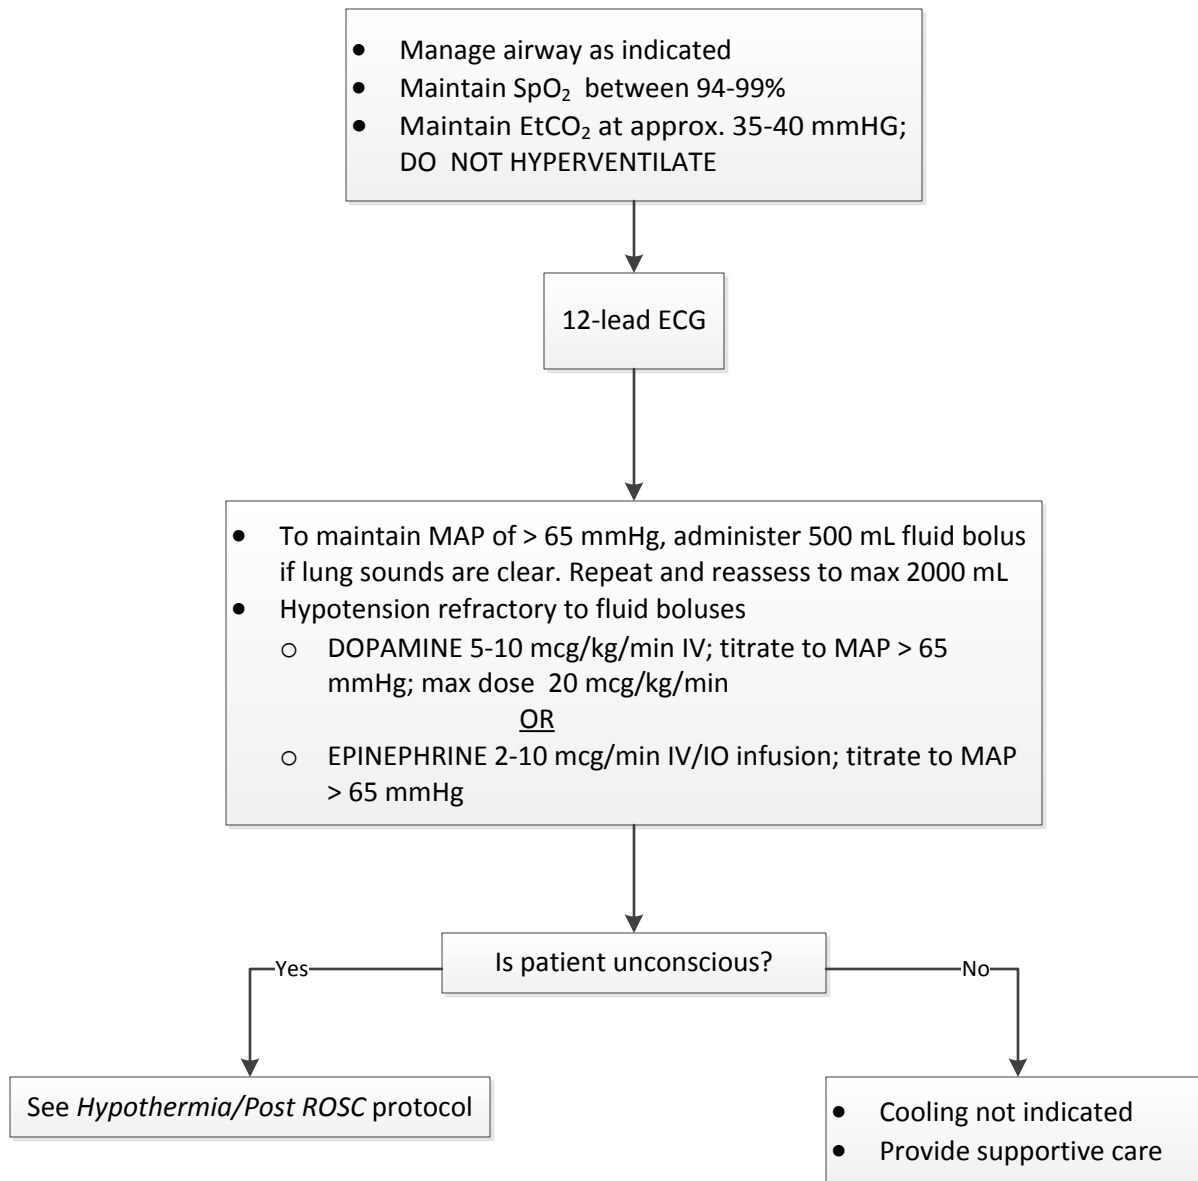 • Manage airway as indicated
• Maintain SpO₂ between 94-99%
• Maintain EtCO₂ at approx. 35-40 mmHG;
DO NOT HYPERVENTILATE
12-lead ECG
• To maintain MAP of > 65 mmHg, administer 500 mL fluid bolus
if lung sounds are clear. Repeat and reassess to max 2000 mL
• Hypotension refractory to fluid boluses
o DOPAMINE 5-10 mcg/kg/min IV; titrate to MAP > 65
mmHg; max dose 20 mcg/kg/min
OR
o EPINEPHRINE 2-10 mcg/min IV/IO infusion; titrate to MAP
> 65 mmHg
Is patient unconscious?
Yes
No
See Hypothermia/Post ROSC protocol
• Cooling not indicated
• Provide supportive care